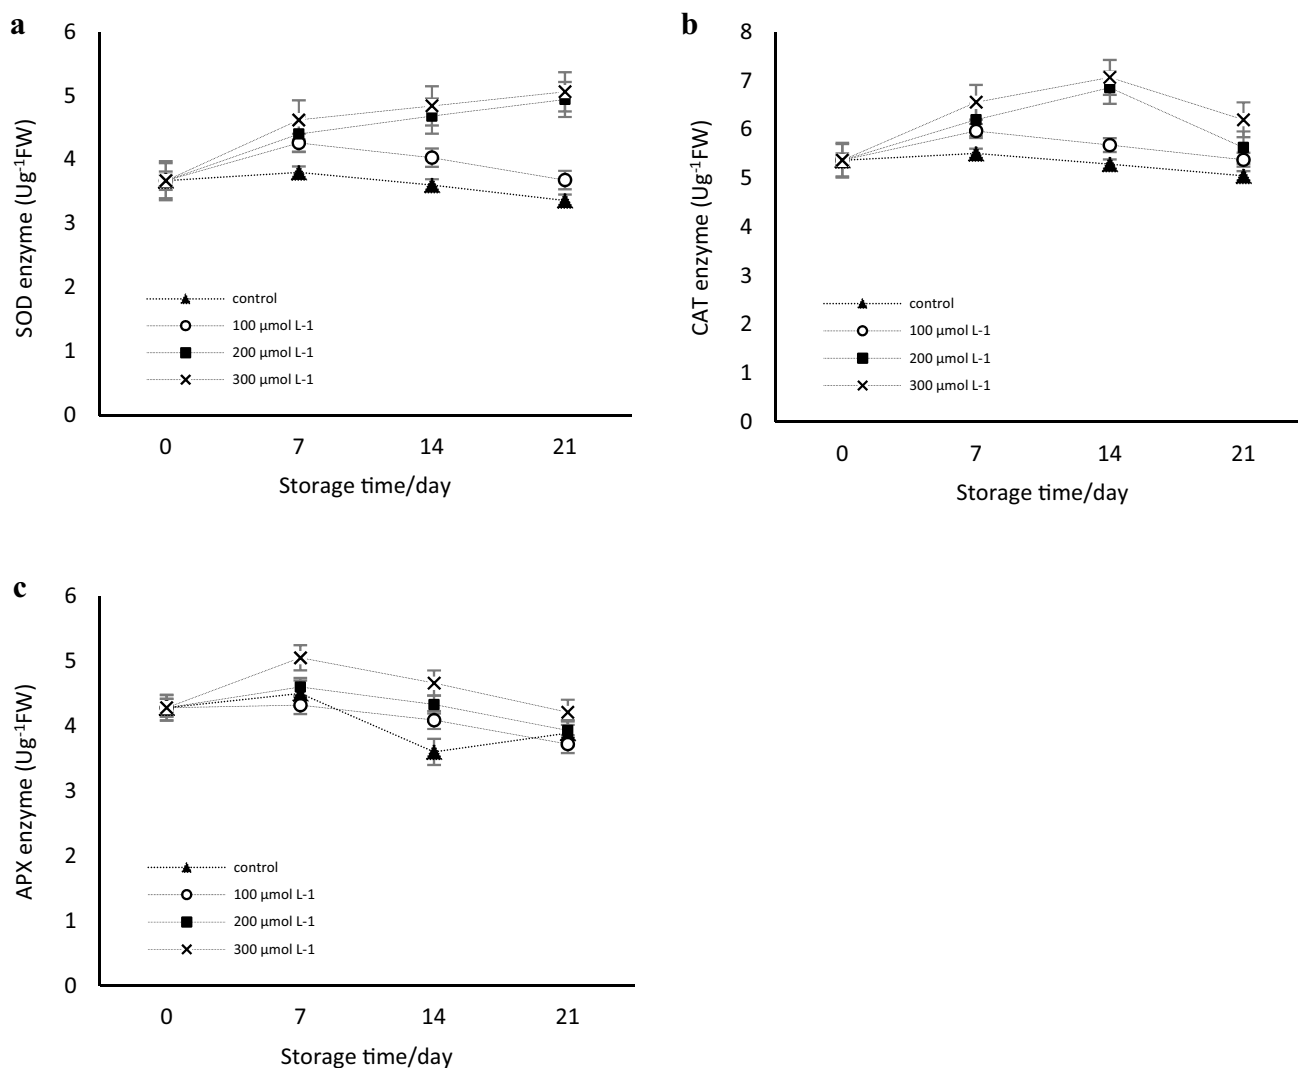 a
6
5
4
3
2
1
0
SOD enzyme (Ug-1FW)
control
100 μmol L-1
200 μmol L-1
300 μmol L-1
0 7 14 21
Storage time/day
b
8
7
6
5
4
3
2
1
0
CAT enzyme (Ug-1FW)
control
100 μmol L-1
200 μmol L-1
300 μmol L-1
0 7 14 21
Storage time/day
c
6
5
4
3
2
1
0
APX enzyme (Ug-1FW)
control
100 μmol L-1
200 μmol L-1
300 μmol L-1
0 7 14 21
Storage time/day